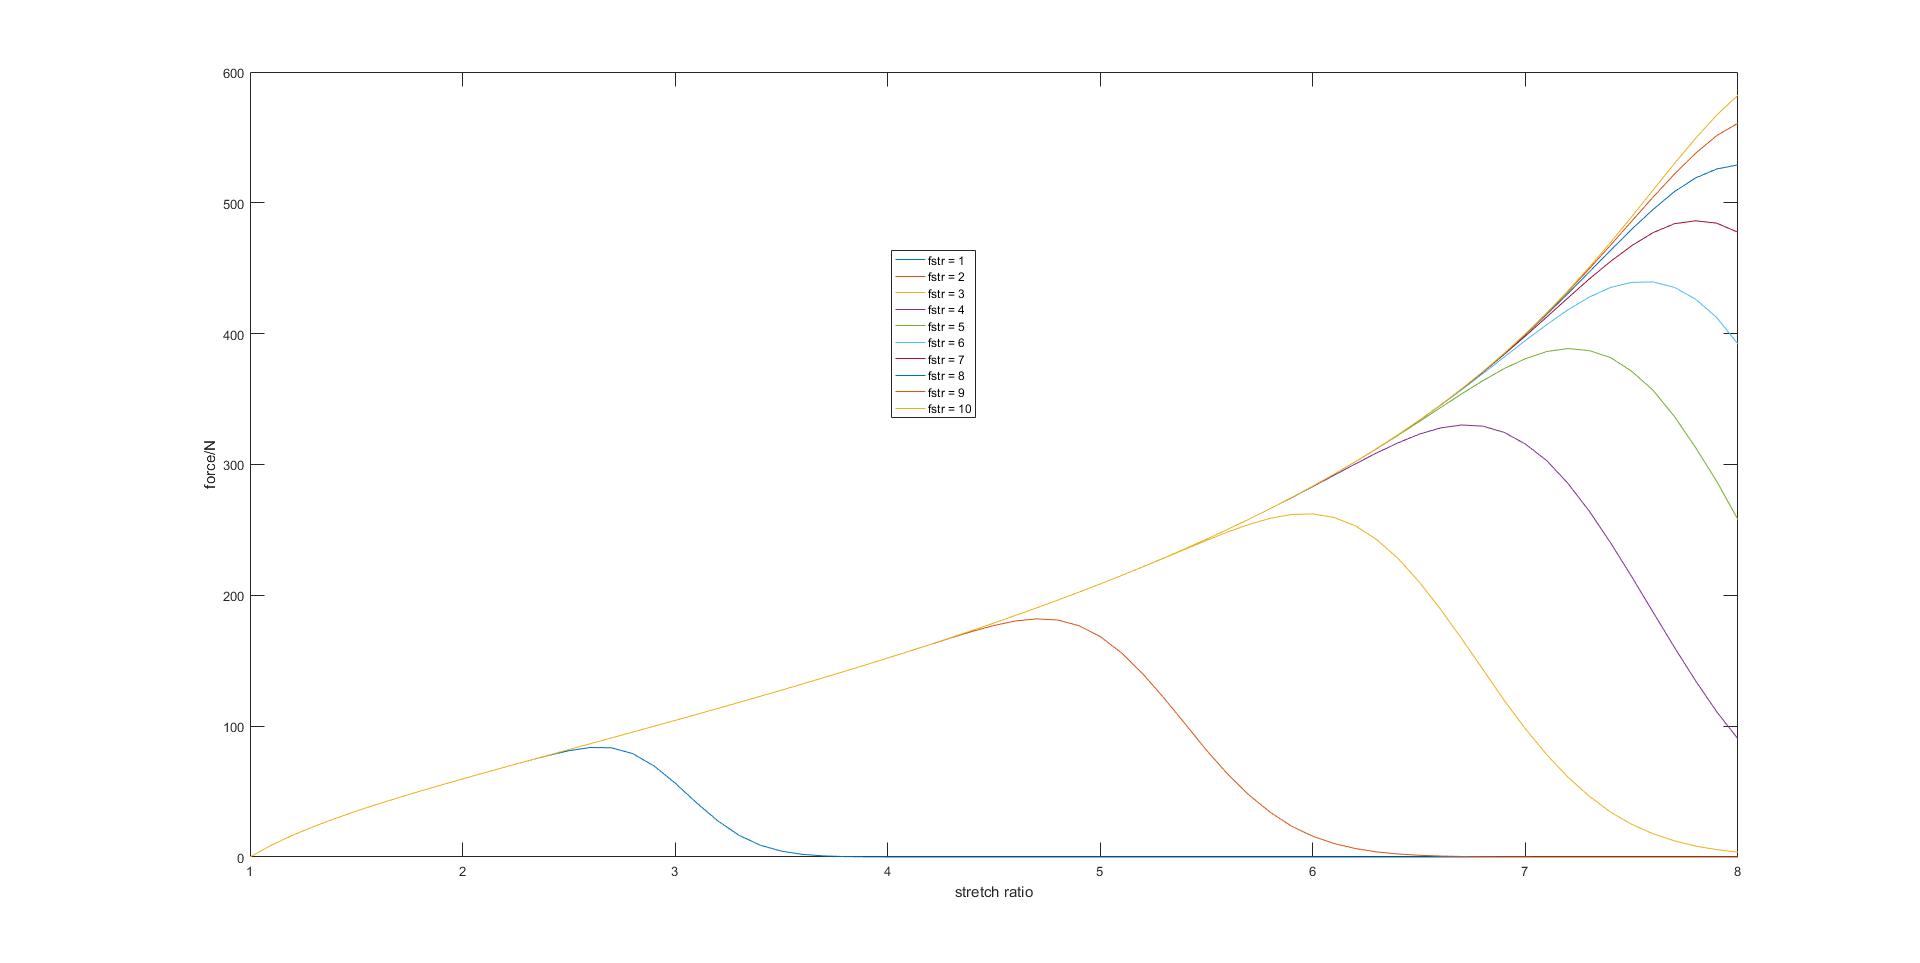 600
500
400
300
200
100
0
force/N
fstr = 1
fstr = 2
fstr = 3
fstr = 4
fstr = 5
fstr = 6
fstr = 7
fstr = 8
fstr = 9
fstr = 10
1 2 3 4 5 6 7 8
stretch ratio